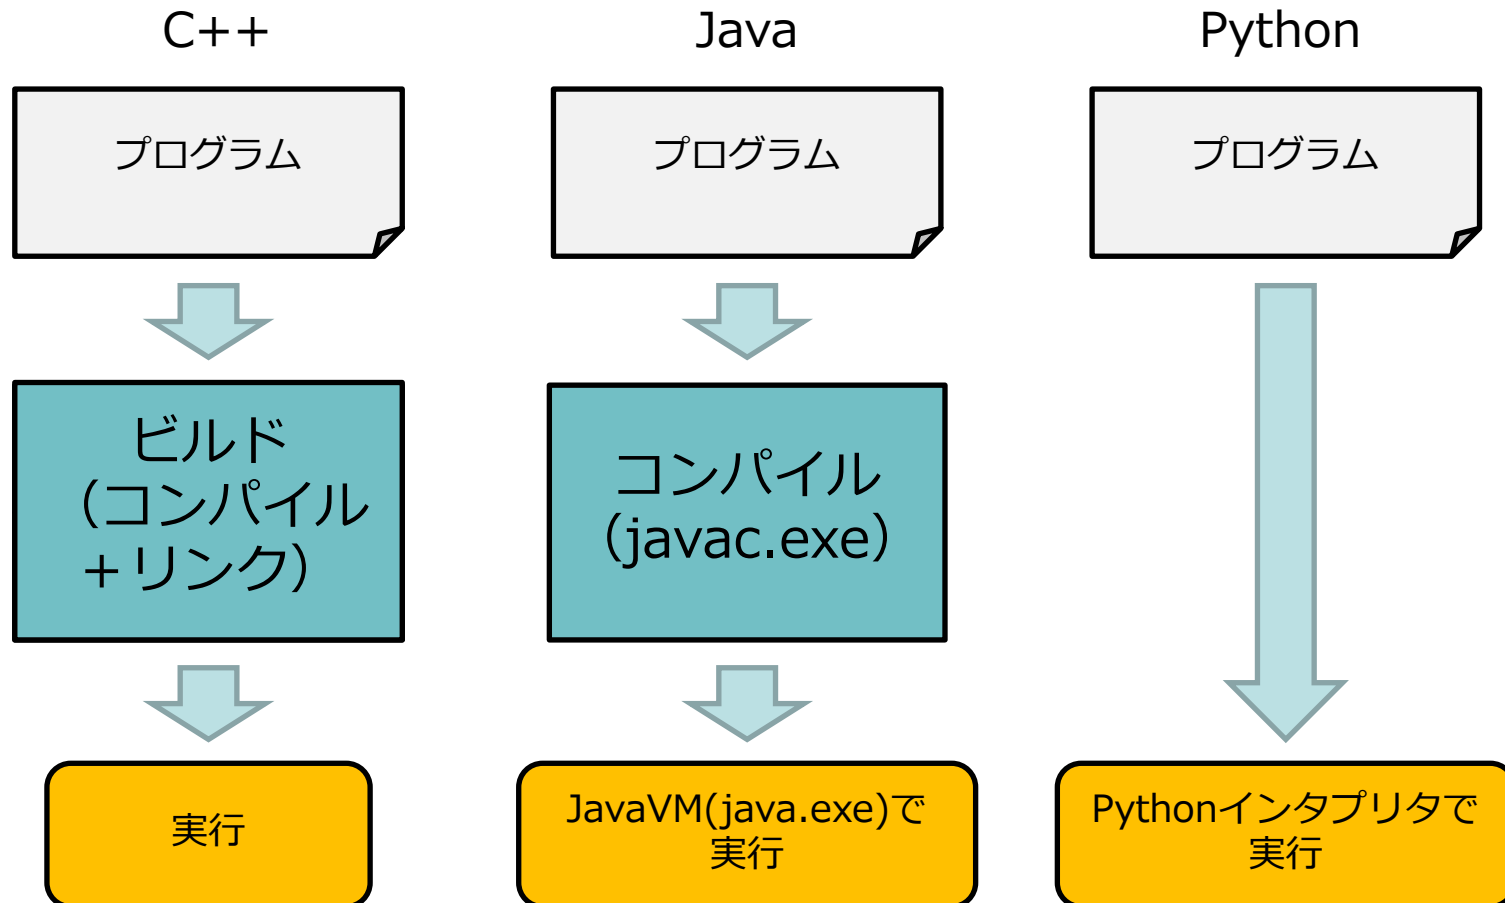 C++
Java
Python
プログラム
プログラム
プログラム
ビルド
（コンパイル
＋リンク）
コンパイル
（javac.exe）
実行
JavaVM(java.exe)で
実行
Pythonインタプリタで
実行